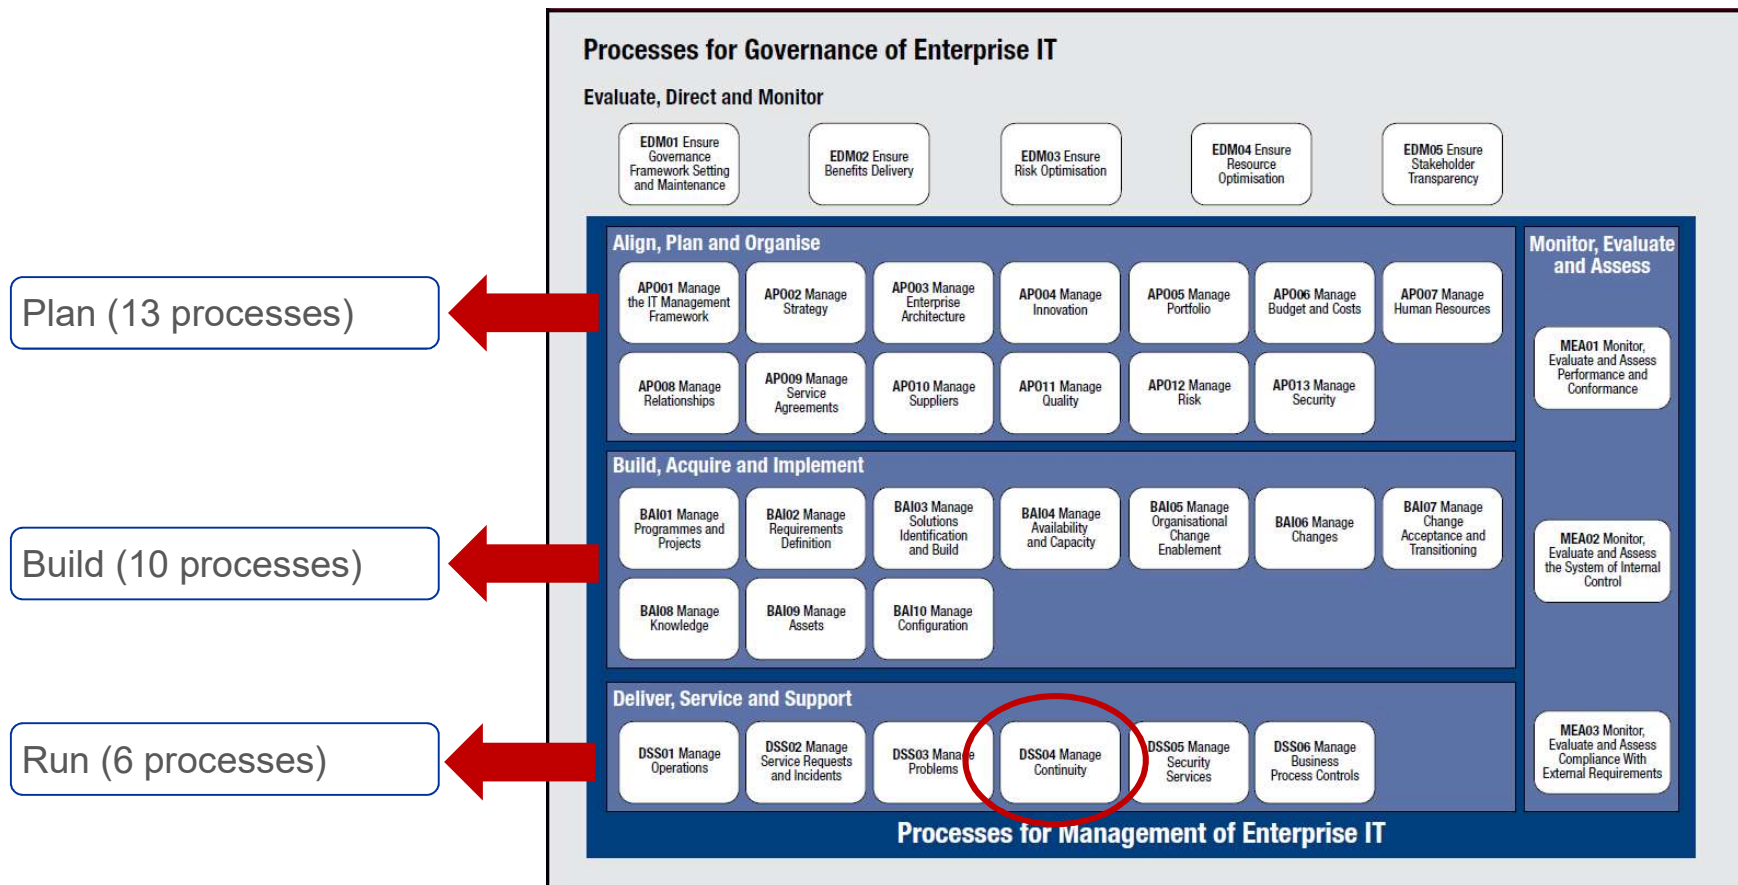 Processes for Governance of Enterprise IT
Evaluate, Direct and Monitor
EDM01 Ensure
Governance
Framework Setting
and Maintenance
EDM02 Ensure
Benefits Delivery
EDM03 Ensure
Risk Optimisation
EDM04 Ensure
Resource
Optimisation
EDM05 Ensure
Stakeholder
Transparency
Plan (13 processes)
Align, Plan and Organise
APO01 Manage
the IT Management
Framework
APO02 Manage
Strategy
APO03 Manage
Enterprise
Architecture
APO04 Manage
Innovation
APO05 Manage
Portfolio
APO06 Manage
Budget and Costs
APO07 Manage
Human Resources
APO08 Manage
Relationships
APO09 Manage
Service
Agreements
APO10 Manage
Suppliers
APO11 Manage
Quality
APO12 Manage
Risk
APO13 Manage
Security
Build (10 processes)
Build, Acquire and Implement
BAI01 Manage
Programmes and
Projects
BAI02 Manage
Requirements
Definition
BAI03 Manage
Solutions
Identification
and Build
BAI04 Manage
Availability
and Capacity
BAI05 Manage
Organisational
Change
Enablement
BAI06 Manage
Changes
BAI07 Manage
Change
Acceptance and
Transitioning
BAI08 Manage
Knowledge
BAI09 Manage
Assets
BAI10 Manage
Configuration
Run (6 processes)
Deliver, Service and Support
DSS01 Manage
Operations
DSS02 Manage
Service Requests
and Incidents
DSS03 Manage
Problems
DSS04 Manage
Continuity
DSS05 Manage
Security
Services
DSS06 Manage
Business
Process Controls
Monitor, Evaluate
and Assess
MEA01 Monitor,
Evaluate and Assess
Performance and
Conformance
MEA02 Monitor,
Evaluate and Assess
the System of Internal
Control
MEA03 Monitor,
Evaluate and Assess
Compliance With
External Requirements
Processes for Management of Enterprise IT